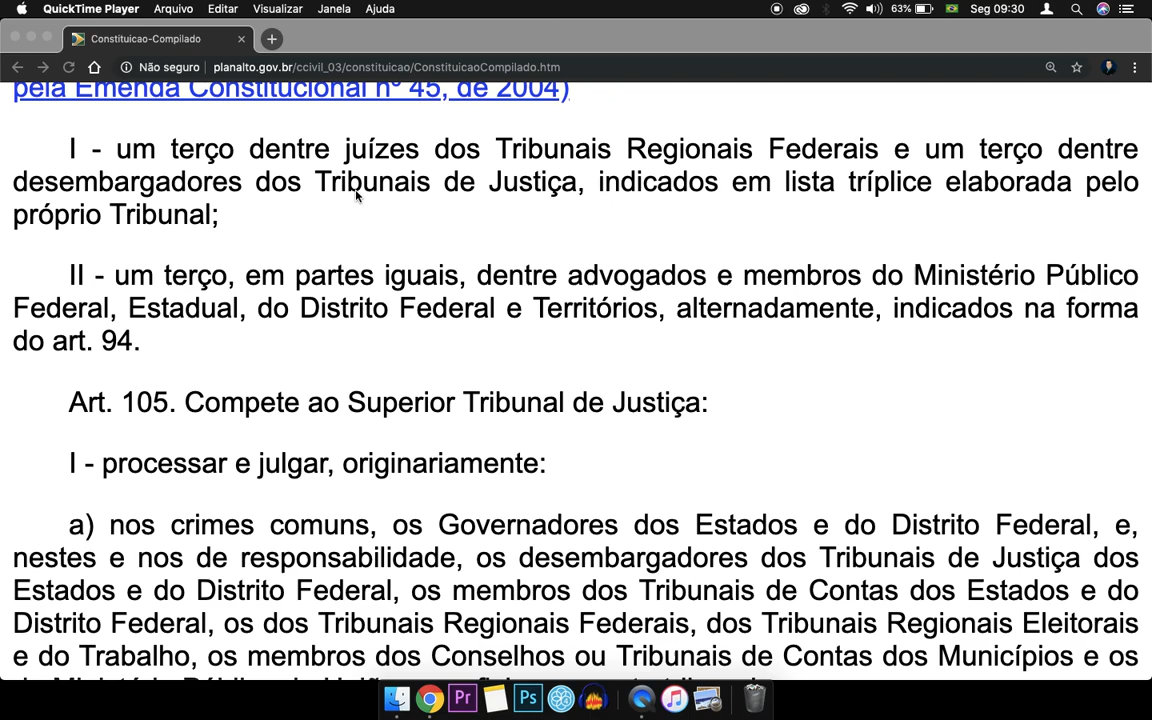 QuickTime Player Arquivo Editar Visualizar Janela Ajuda 63% Seg 09:30
Constituicao-Compilado
Não seguro planalto.gov.br/ccivil_03/constituicao/ConstituicaoCompilado.htm
pela Emenda Constitucional nº 45, de 2004)
I - um terço dentre juízes dos Tribunais Regionais Federais e um terço dentre
desembargadores dos Tribunais de Justiça, indicados em lista tríplice elaborada pelo
próprio Tribunal;
II - um terço, em partes iguais, dentre advogados e membros do Ministério Público
Federal, Estadual, do Distrito Federal e Territórios, alternadamente, indicados na forma
do art. 94.
Art. 105. Compete ao Superior Tribunal de Justiça:
I - processar e julgar, originariamente:
a) nos crimes comuns, os Governadores dos Estados e do Distrito Federal, e,
nestes e nos de responsabilidade, os desembargadores dos Tribunais de Justiça dos
Estados e do Distrito Federal, os membros dos Tribunais de Contas dos Estados e do
Distrito Federal, os dos Tribunais Regionais Federais, dos Tribunais Regionais Eleitorais
e do Trabalho, os membros dos Conselhos ou Tribunais de Contas dos Municípios e os
Pr Ps